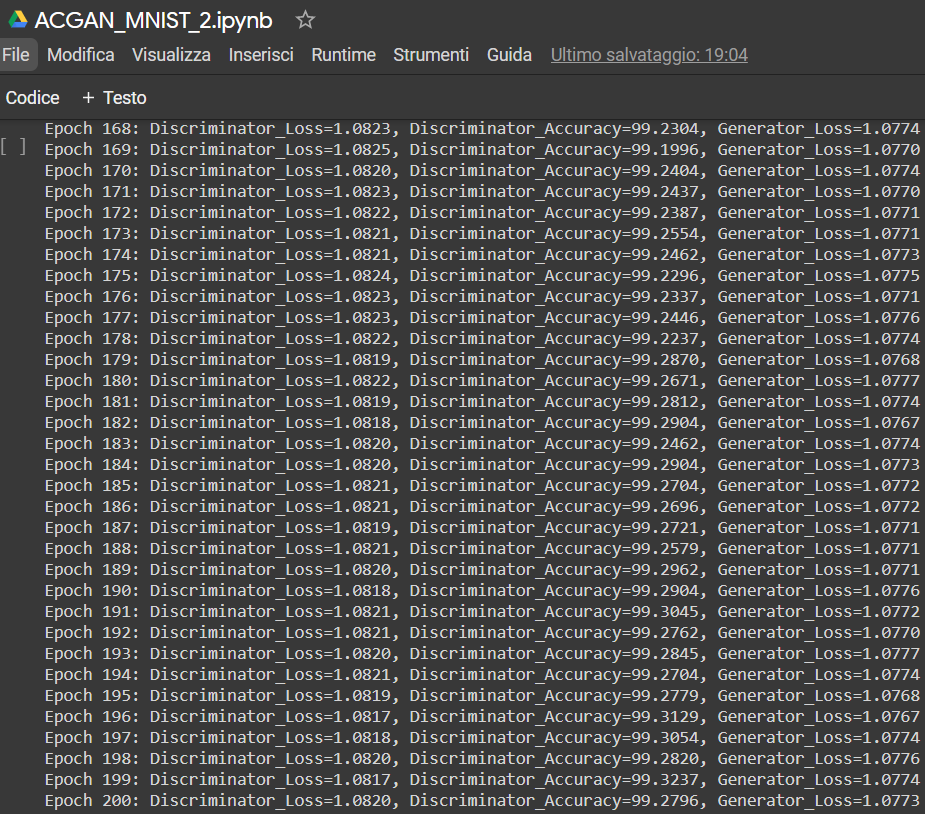 ACGAN_MNIST_2.ipynb
File Modifica Visualizza Inserisci Runtime Strumenti Guida Ultimo salvataggio: 19:04
Codice + Testo
Epoch 168: Discriminator_Loss=1.0823, Discriminator_Accuracy=99.2304, Generator_Loss=1.0774
[ ] Epoch 169: Discriminator_Loss=1.0825, Discriminator_Accuracy=99.1996, Generator_Loss=1.0770
Epoch 170: Discriminator_Loss=1.0820, Discriminator_Accuracy=99.2404, Generator_Loss=1.0774
Epoch 171: Discriminator_Loss=1.0823, Discriminator_Accuracy=99.2437, Generator_Loss=1.0770
Epoch 172: Discriminator_Loss=1.0822, Discriminator_Accuracy=99.2387, Generator_Loss=1.0771
Epoch 173: Discriminator_Loss=1.0821, Discriminator_Accuracy=99.2554, Generator_Loss=1.0771
Epoch 174: Discriminator_Loss=1.0821, Discriminator_Accuracy=99.2462, Generator_Loss=1.0773
Epoch 175: Discriminator_Loss=1.0824, Discriminator_Accuracy=99.2296, Generator_Loss=1.0775
Epoch 176: Discriminator_Loss=1.0823, Discriminator_Accuracy=99.2337, Generator_Loss=1.0771
Epoch 177: Discriminator_Loss=1.0823, Discriminator_Accuracy=99.2446, Generator_Loss=1.0776
Epoch 178: Discriminator_Loss=1.0822, Discriminator_Accuracy=99.2237, Generator_Loss=1.0774
Epoch 179: Discriminator_Loss=1.0819, Discriminator_Accuracy=99.2870, Generator_Loss=1.0768
Epoch 180: Discriminator_Loss=1.0822, Discriminator_Accuracy=99.2671, Generator_Loss=1.0777
Epoch 181: Discriminator_Loss=1.0819, Discriminator_Accuracy=99.2812, Generator_Loss=1.0774
Epoch 182: Discriminator_Loss=1.0818, Discriminator_Accuracy=99.2904, Generator_Loss=1.0767
Epoch 183: Discriminator_Loss=1.0820, Discriminator_Accuracy=99.2462, Generator_Loss=1.0774
Epoch 184: Discriminator_Loss=1.0820, Discriminator_Accuracy=99.2904, Generator_Loss=1.0773
Epoch 185: Discriminator_Loss=1.0821, Discriminator_Accuracy=99.2704, Generator_Loss=1.0772
Epoch 186: Discriminator_Loss=1.0821, Discriminator_Accuracy=99.2696, Generator_Loss=1.0772
Epoch 187: Discriminator_Loss=1.0819, Discriminator_Accuracy=99.2721, Generator_Loss=1.0771
Epoch 188: Discriminator_Loss=1.0821, Discriminator_Accuracy=99.2579, Generator_Loss=1.0771
Epoch 189: Discriminator_Loss=1.0820, Discriminator_Accuracy=99.2962, Generator_Loss=1.0771
Epoch 190: Discriminator_Loss=1.0818, Discriminator_Accuracy=99.2904, Generator_Loss=1.0776
Epoch 191: Discriminator_Loss=1.0821, Discriminator_Accuracy=99.3045, Generator_Loss=1.0772
Epoch 192: Discriminator_Loss=1.0821, Discriminator_Accuracy=99.2762, Generator_Loss=1.0770
Epoch 193: Discriminator_Loss=1.0820, Discriminator_Accuracy=99.2845, Generator_Loss=1.0777
Epoch 194: Discriminator_Loss=1.0821, Discriminator_Accuracy=99.2704, Generator_Loss=1.0774
Epoch 195: Discriminator_Loss=1.0819, Discriminator_Accuracy=99.2779, Generator_Loss=1.0768
Epoch 196: Discriminator_Loss=1.0817, Discriminator_Accuracy=99.3129, Generator_Loss=1.0767
Epoch 197: Discriminator_Loss=1.0818, Discriminator_Accuracy=99.3054, Generator_Loss=1.0774
Epoch 198: Discriminator_Loss=1.0820, Discriminator_Accuracy=99.2820, Generator_Loss=1.0776
Epoch 199: Discriminator_Loss=1.0817, Discriminator_Accuracy=99.3237, Generator_Loss=1.0774
Epoch 200: Discriminator_Loss=1.0820, Discriminator_Accuracy=99.2796, Generator_Loss=1.0773